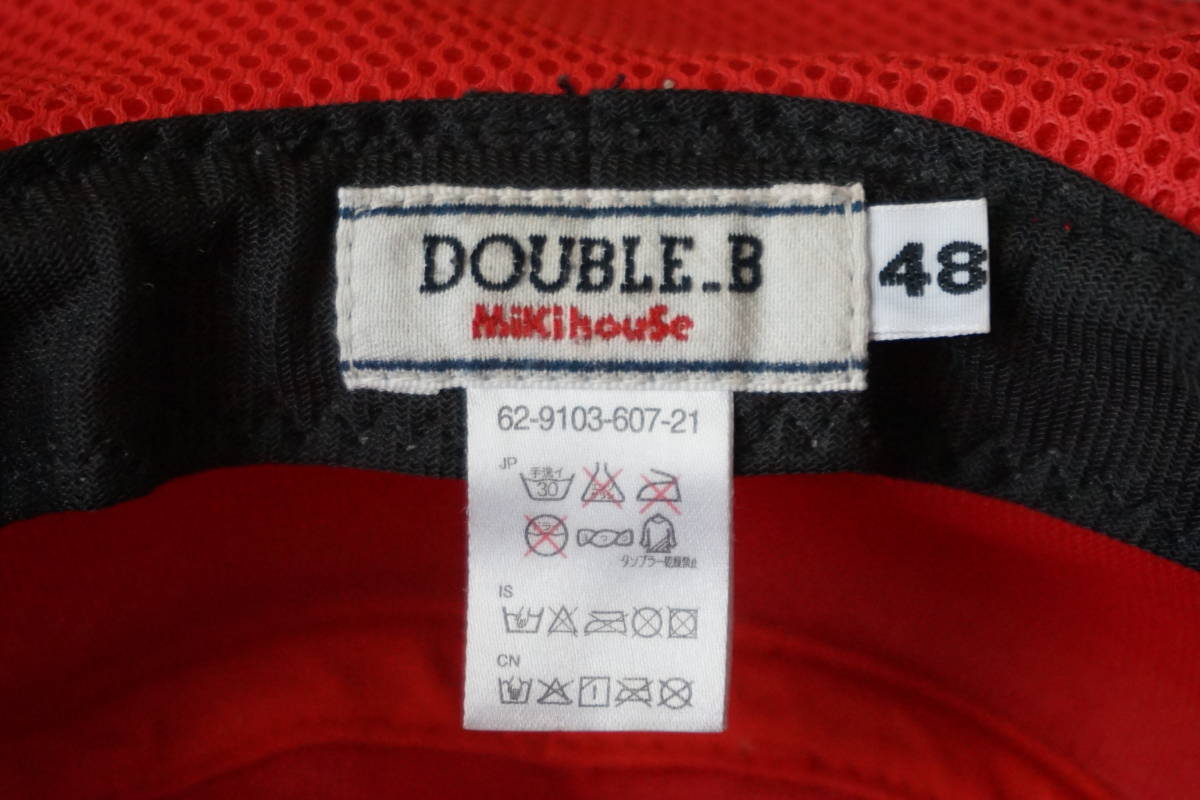 DOUBLE_B
Mikihouse
48
62-9103-607-21
JP
手洗イ
30
タンブラー乾燥禁止
IS
CN